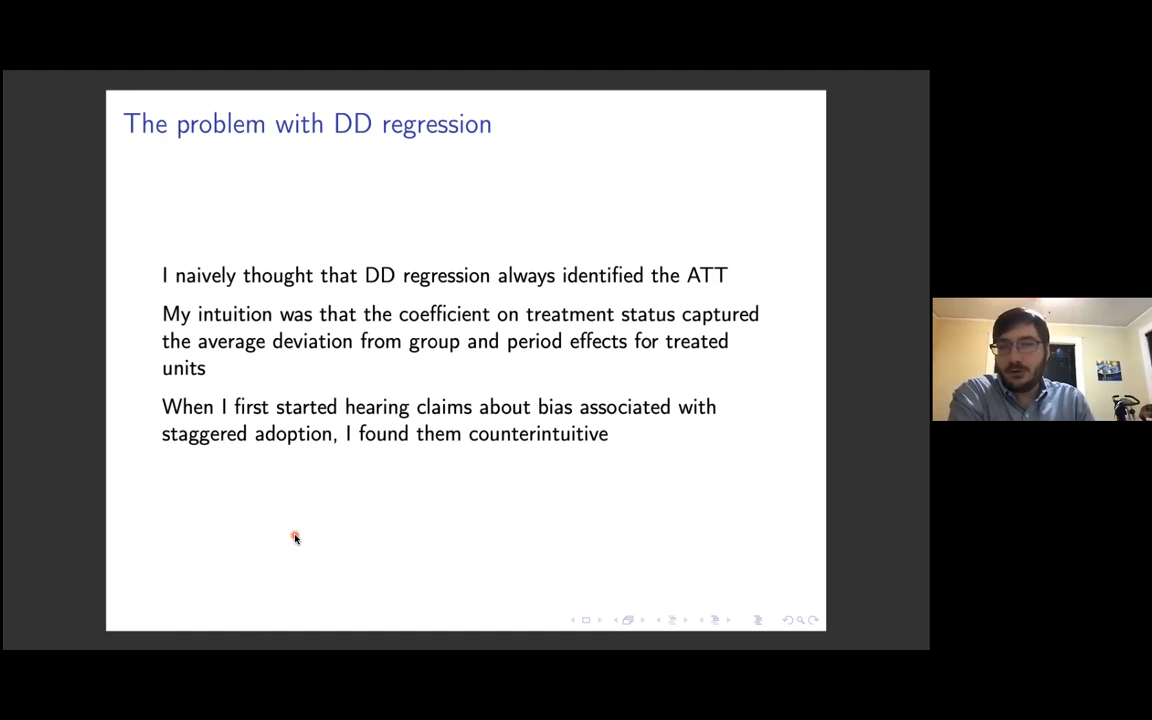 The problem with DD regression
I naively thought that DD regression always identified the ATT
My intuition was that the coefficient on treatment status captured
the average deviation from group and period effects for treated
units
When I first started hearing claims about bias associated with
staggered adoption, I found them counterintuitive